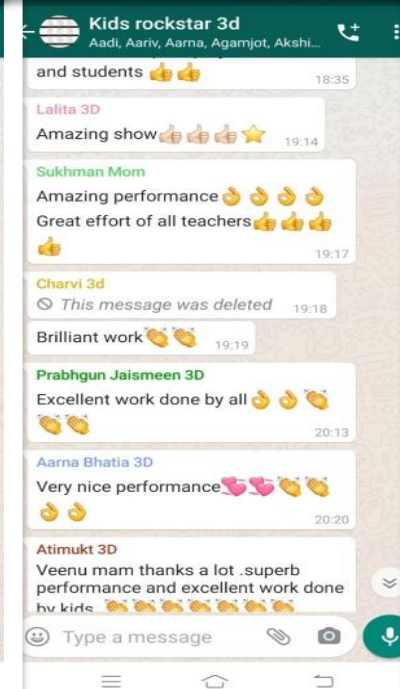 Kids rockstar 3d
Aadi, Aariv, Aarna, Agamjot, Akshi...
and students 👍👍
18:35
Lalita 3D
Amazing show👍🏻👍🏻👍🏻⭐
19:14
Sukhman Mom
Amazing performance👌👌👌👌
Great effort of all teachers👍👍👍
👍
19:17
Charvi 3d
This message was deleted 19:18
Brilliant work👏👏 19:19
Prabhgun Jaismeen 3D
Excellent work done by all👌👌👏
👏👏
20:13
Aarna Bhatia 3D
Very nice performance💞💞👏👏
👌👌
20:20
Atimukt 3D
Veenu mam thanks a lot .superb
performance and excellent work done
by kids 👏👏👏👏👏👏👏
Type a message